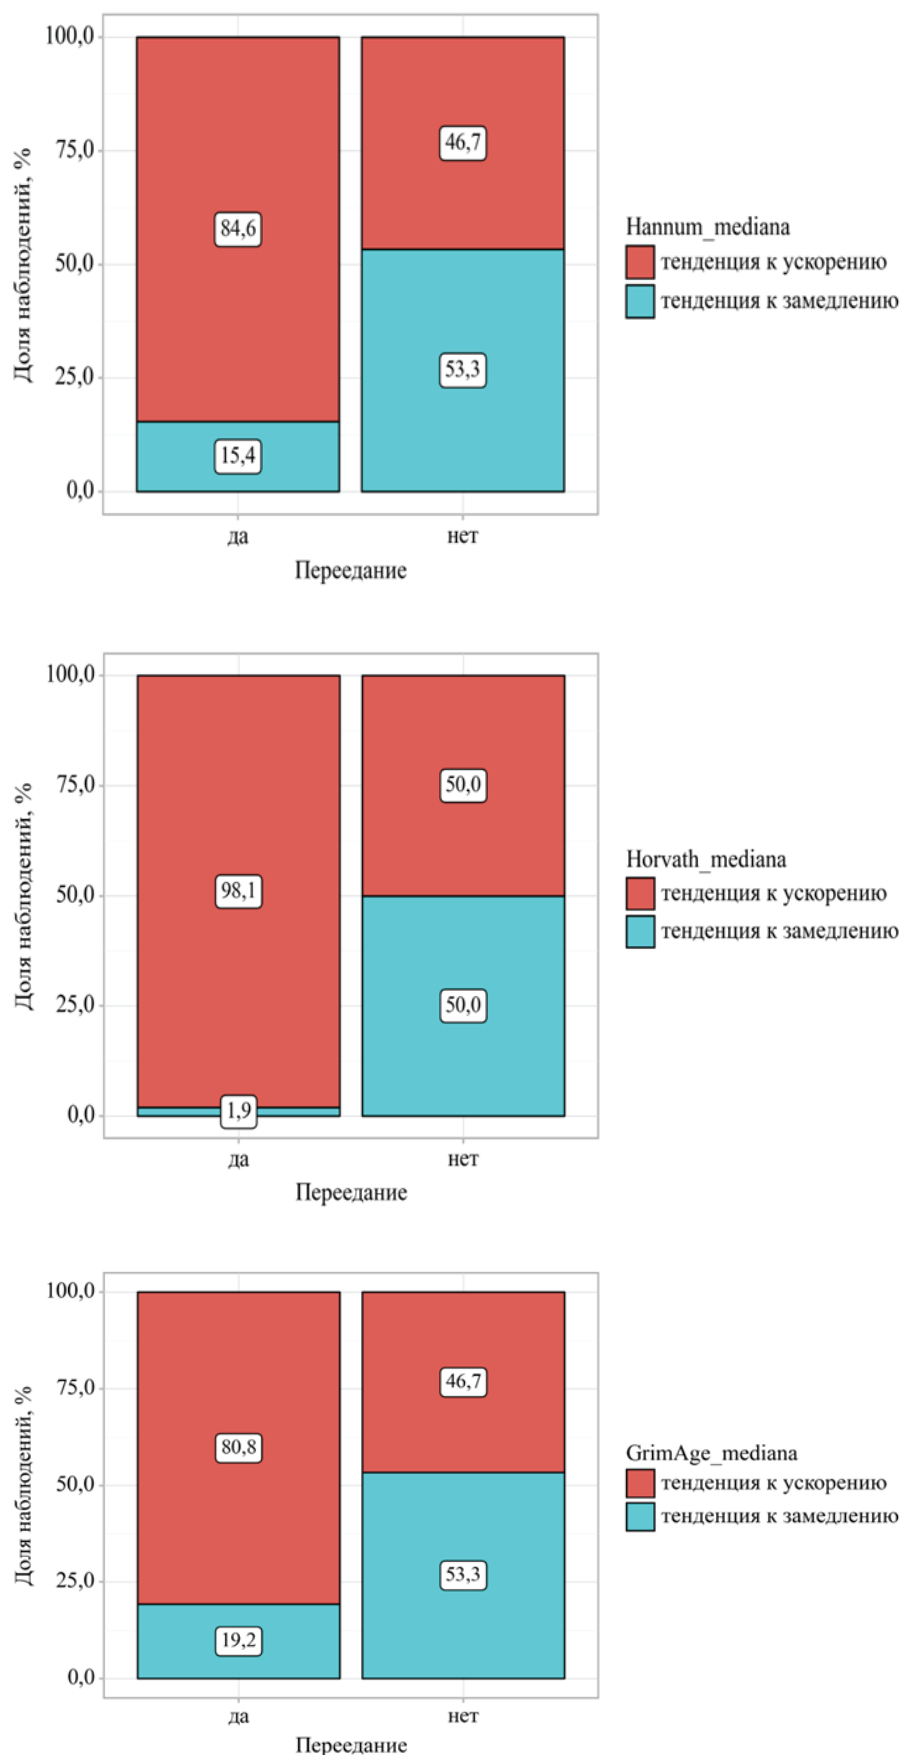 100,0
75,0
50,0
25,0
0,0
Доля наблюдений, %
84,6
46,7
15,4
53,3
да
нет
Переедание
Hannum_mediana
тенденция к ускорению
тенденция к замедлению
100,0
75,0
50,0
25,0
0,0
Доля наблюдений, %
98,1
50,0
1,9
50,0
да
нет
Переедание
Horvath_mediana
тенденция к ускорению
тенденция к замедлению
100,0
75,0
50,0
25,0
0,0
Доля наблюдений, %
80,8
46,7
19,2
53,3
да
нет
Переедание
GrimAge_mediana
тенденция к ускорению
тенденция к замедлению